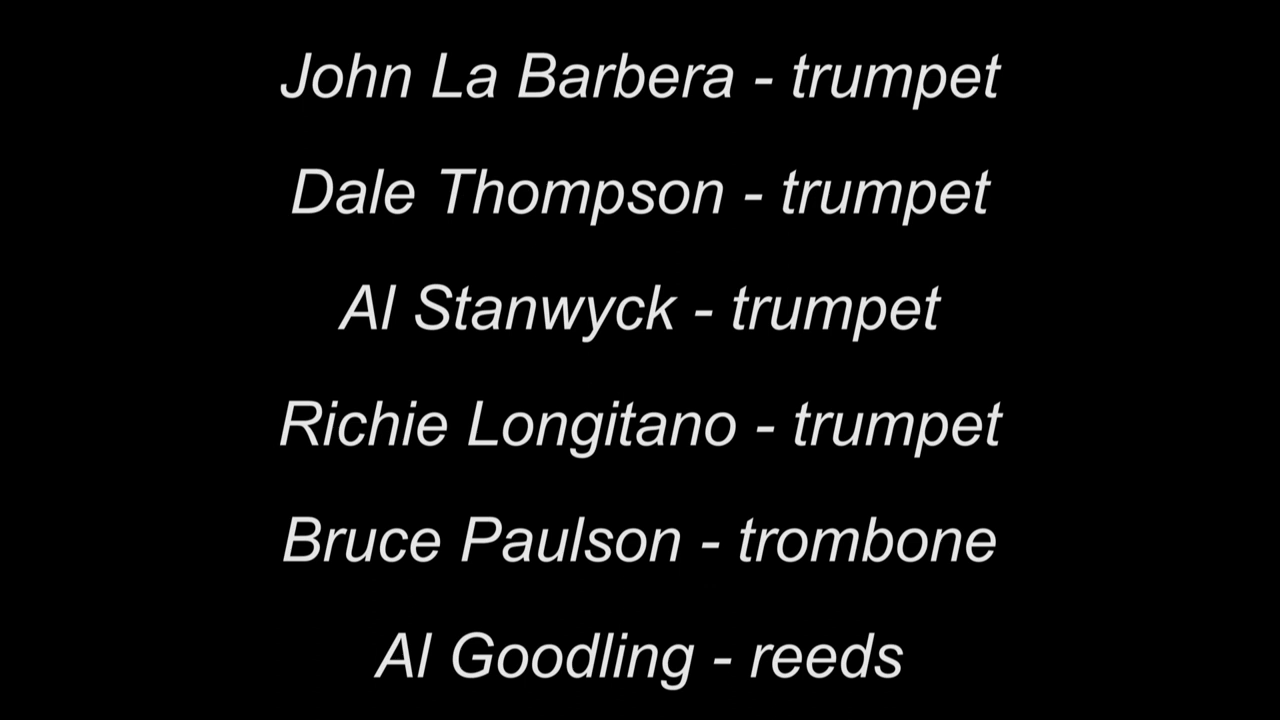 John La Barbera - trumpet
Dale Thompson - trumpet
Al Stanwyck - trumpet
Richie Longitano - trumpet
Bruce Paulson - trombone
Al Goodling - reeds